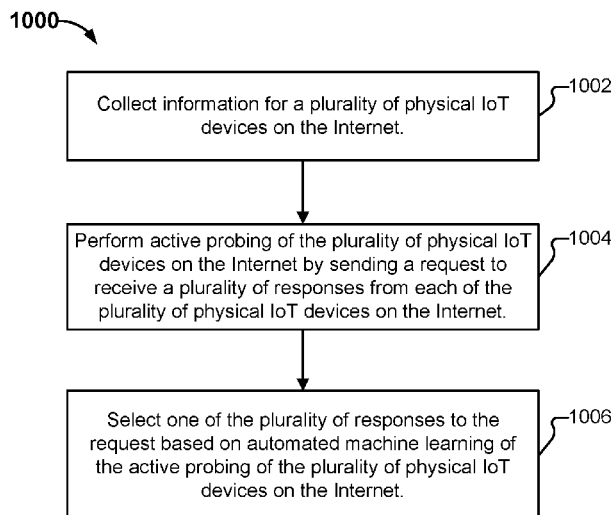 1000
Collect information for a plurality of physical IoT
devices on the Internet.
1002
Perform active probing of the plurality of physical IoT
devices on the Internet by sending a request to
receive a plurality of responses from each of the
plurality of physical IoT devices on the Internet.
1004
Select one of the plurality of responses to the
request based on automated machine learning of
the active probing of the plurality of physical IoT
devices on the Internet.
1006